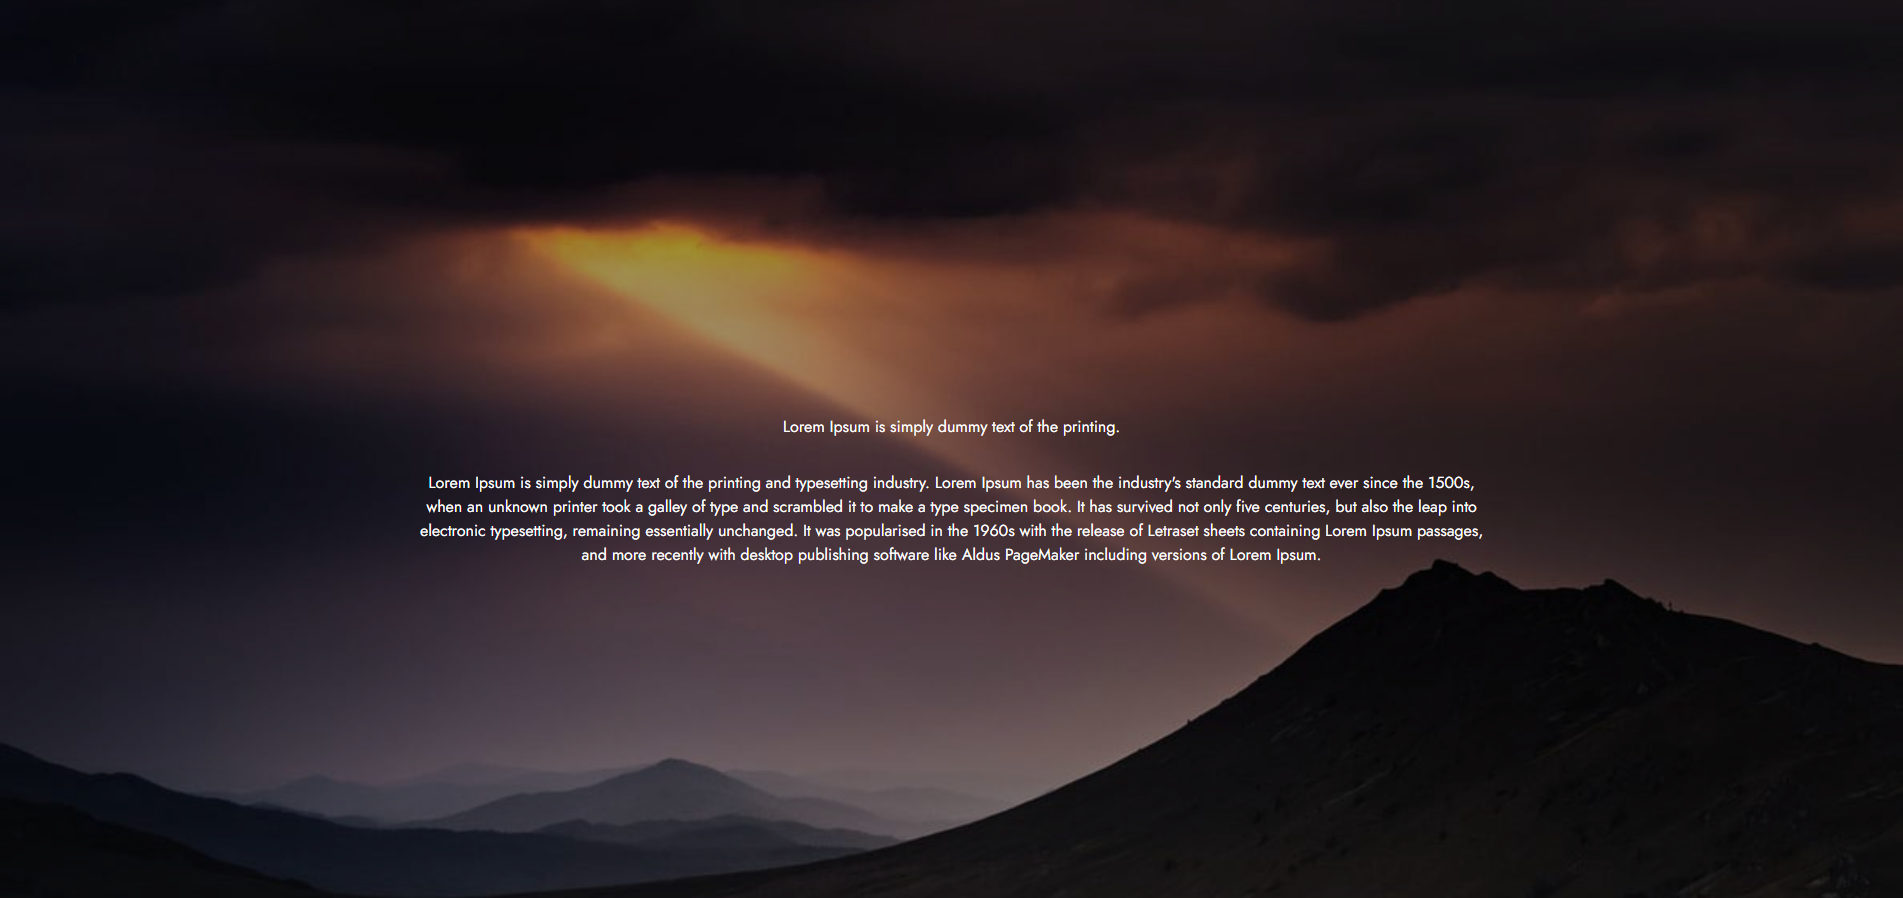 Lorem Ipsum is simply dummy text of the printing.
Lorem Ipsum is simply dummy text of the printing and typesetting industry. Lorem Ipsum has been the industry's standard dummy text ever since the 1500s,
when an unknown printer took a galley of type and scrambled it to make a type specimen book. It has survived not only five centuries, but also the leap into
electronic typesetting, remaining essentially unchanged. It was popularised in the 1960s with the release of Letraset sheets containing Lorem Ipsum passages,
and more recently with desktop publishing software like Aldus PageMaker including versions of Lorem Ipsum.